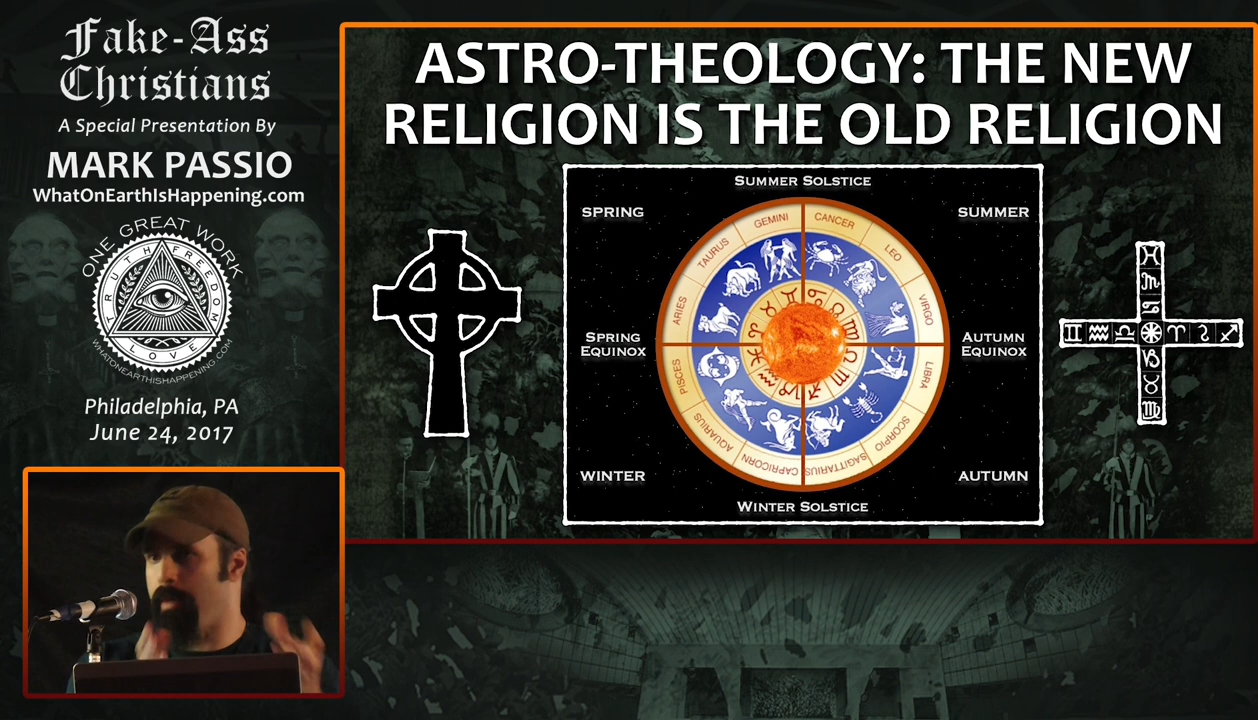 Fake-Ass
Christians
A Special Presentation By
MARK PASSIO
WhatOnEarthIsHappening.com
ONE GREAT WORK
TRUTH FREEDOM LOVE
WHATONEARTHISHAPPENING.COM
Philadelphia, PA
June 24, 2017
ASTRO-THEOLOGY: THE NEW
RELIGION IS THE OLD RELIGION
SUMMER SOLSTICE
SPRING
SUMMER
GEMINI
CANCER
TAURUS
LEO
ARIES
VIRGO
SPRING
EQUINOX
AUTUMN
EQUINOX
PISCES
LIBRA
AQUARIUS
SCORPIO
CAPRICORN
SAGITTARIUS
WINTER
AUTUMN
WINTER SOLSTICE